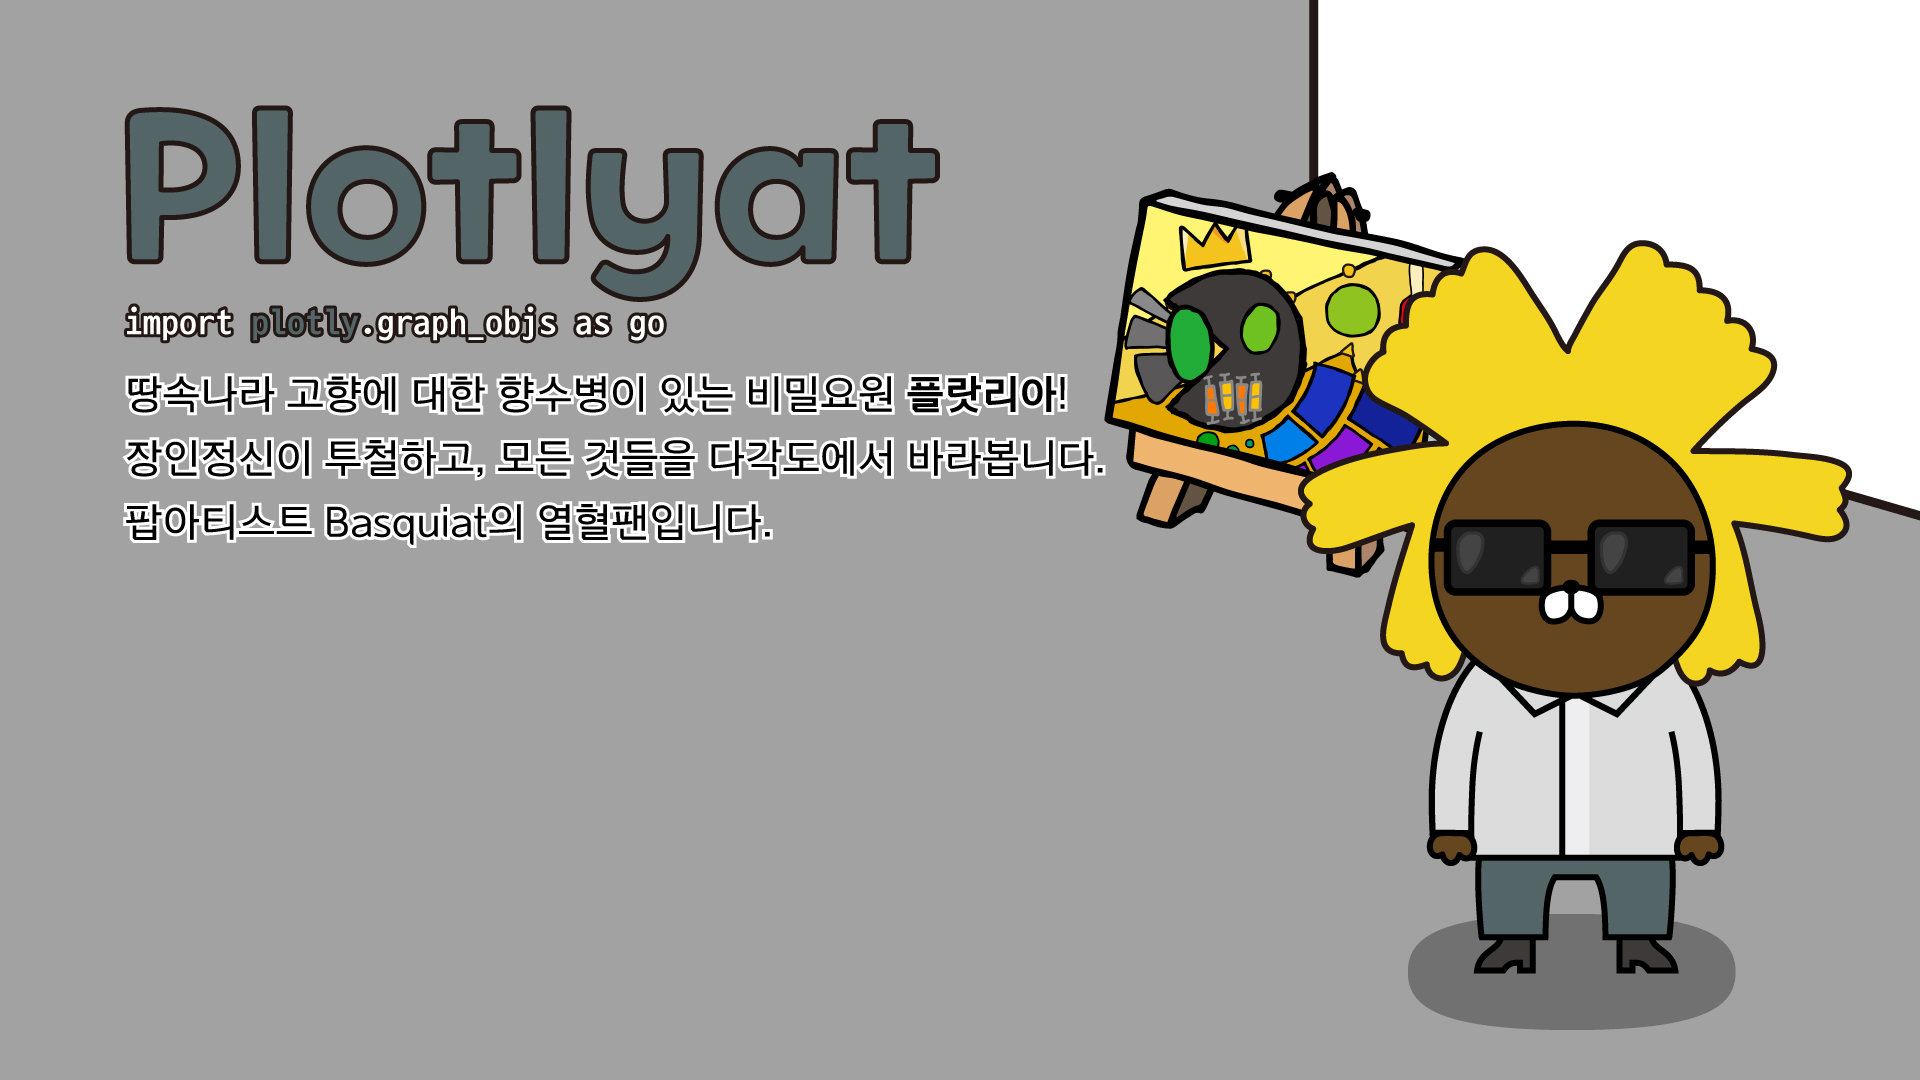 Plotlyat
import plotly.graph_objs as go
땅속나라 고향에 대한 향수병이 있는 비밀요원 플랏리아!
장인정신이 투철하고, 모든 것들을 다각도에서 바라봅니다.
팝아티스트 Basquiat의 열혈팬입니다.